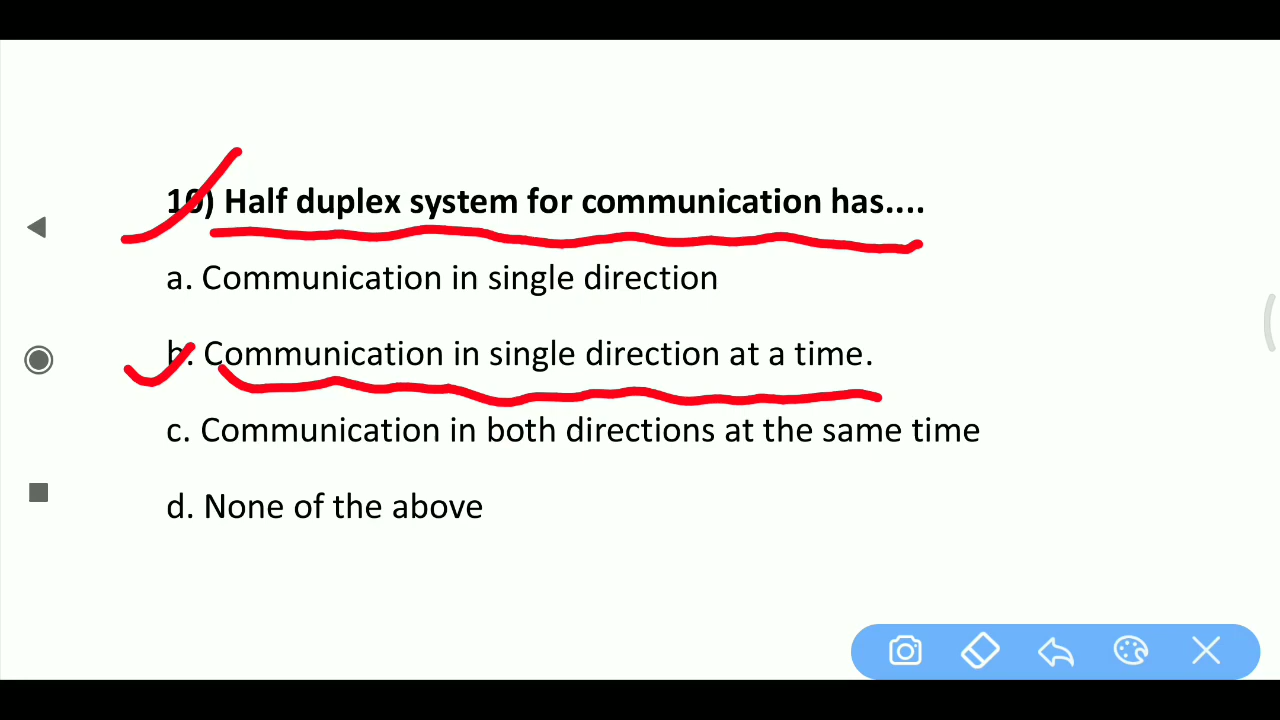 10) Half duplex system for communication has....
a. Communication in single direction
b. Communication in single direction at a time.
c. Communication in both directions at the same time
d. None of the above